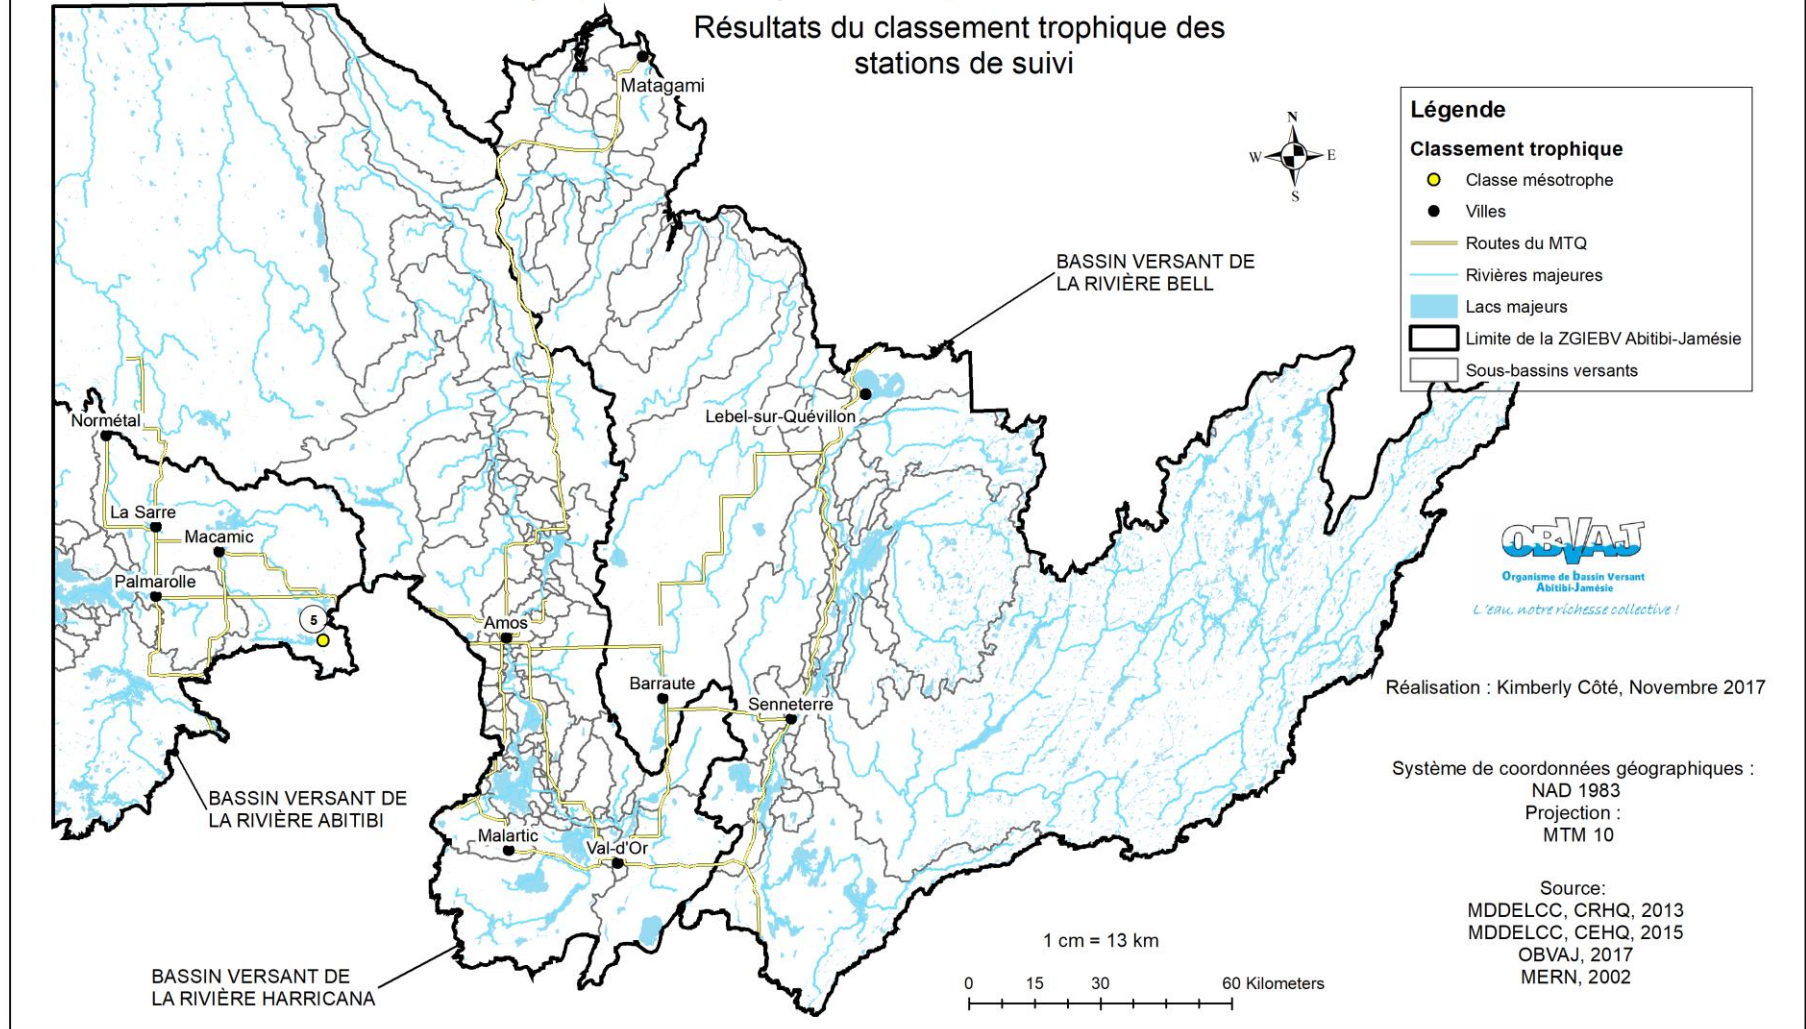 Résultats du classement trophique des
stations de suivi
Matagami
N
W
E
S
Légende
Classement trophique
Classe mésotrophe
Villes
Routes du MTQ
Rivières majeures
Lacs majeurs
Limite de la ZGIEBV Abitibi-Jamésie
Sous-bassins versants
BASSIN VERSANT DE
LA RIVIÈRE BELL
Normétal
Lebel-sur-Quévillon
La Sarre
Macamic
Palmarolle
5
Amos
Barraute
Senneterre
OBVAJ
Organisme de Bassin Versant
Abitibi-Jamésie
L'eau, notre richesse collective !
Réalisation : Kimberly Côté, Novembre 2017
Système de coordonnées géographiques :
NAD 1983
Projection :
MTM 10
BASSIN VERSANT DE
LA RIVIÈRE ABITIBI
Malartic
Val-d'Or
Source:
MDDELCC, CRHQ, 2013
MDDELCC, CEHQ, 2015
OBVAJ, 2017
MERN, 2002
BASSIN VERSANT DE
LA RIVIÈRE HARRICANA
1 cm = 13 km
0 15 30 60 Kilometers